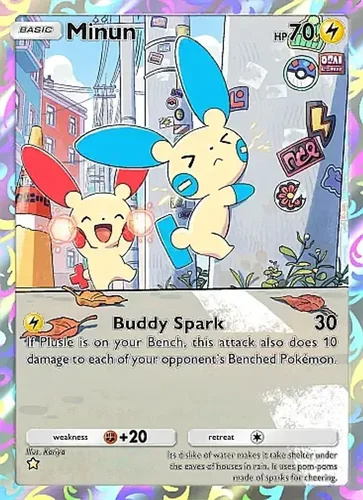 BASIC Minun HP 70
Buddy Spark 30
If Plusle is on your Bench, this attack also does 10
damage to each of your opponent's Benched Pokémon.
weakness +20 retreat
Illus. Kariya
Its dislike of water makes it take shelter under
the eaves of houses in rain. It uses pom-poms
made of sparks for cheering.